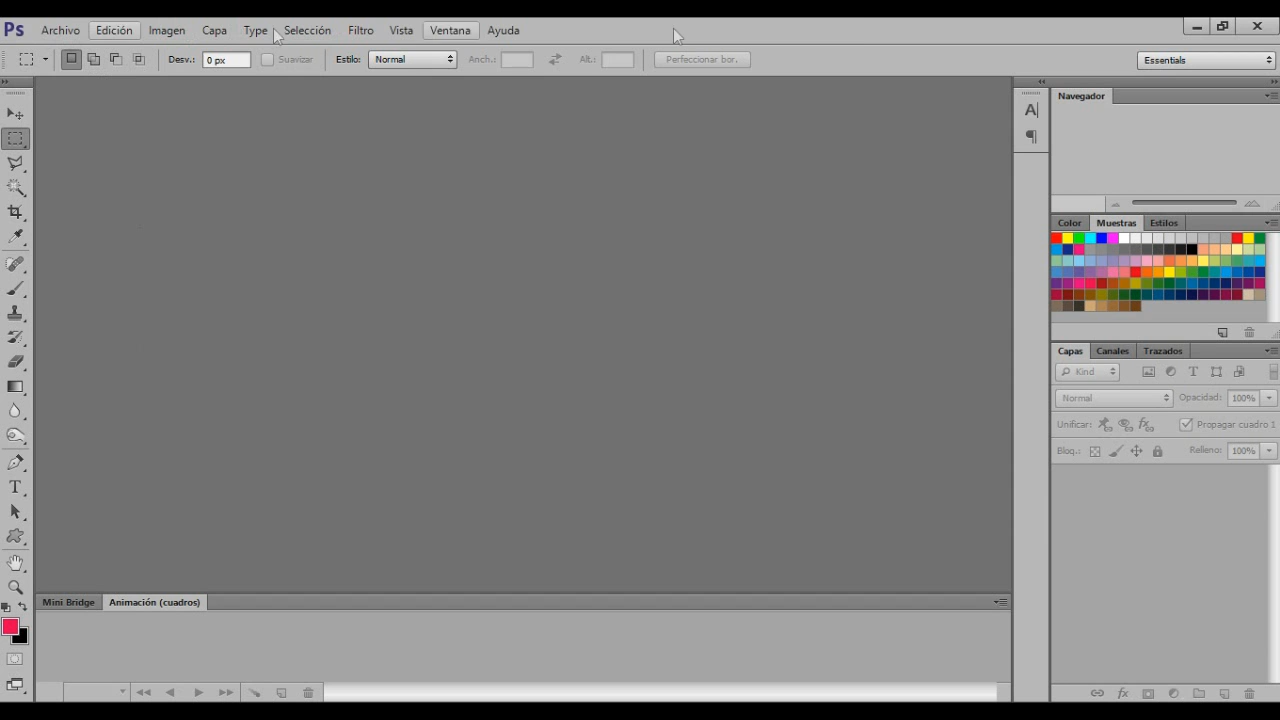 Ps Archivo Edición Imagen Capa Type Selección Filtro Vista Ventana Ayuda
Desv.: 0 px Suavizar Estilo: Normal Anch.: Alt.: Perfeccionar bor. Essentials
Navegador
A
Color Muestras Estilos
Capas Canales Trazados
Kind T
Normal Opacidad: 100%
Unificar: fx Propagar cuadro 1
Bloq.: Relleno: 100%
T
Mini Bridge Animación (cuadros)
fx